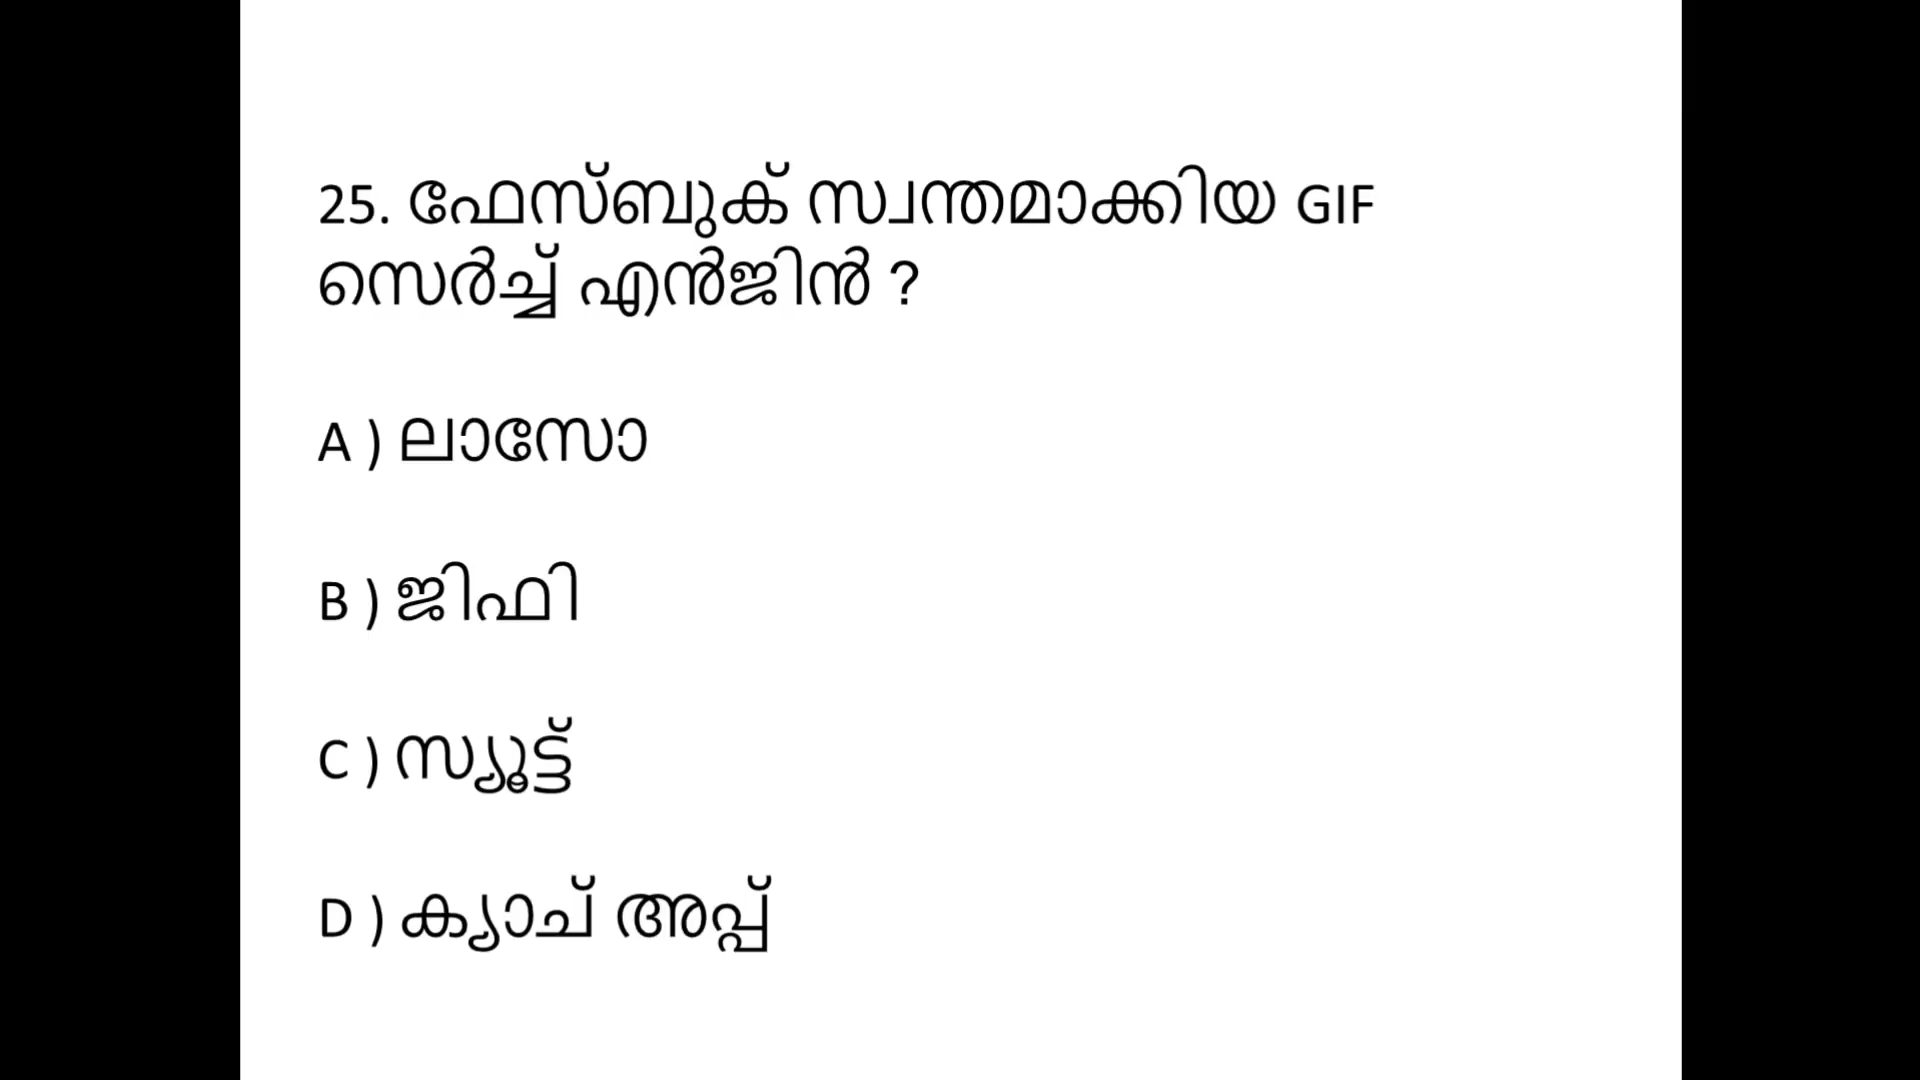 25. ഫേസ്ബുക് സ്വന്തമാക്കിയ GIF
സെർച്ച് എൻജിൻ ?
A ) ലാസോ
B ) ജിഫി
C ) സ്യൂട്ട്
D ) ക്യാച് അപ്പ്